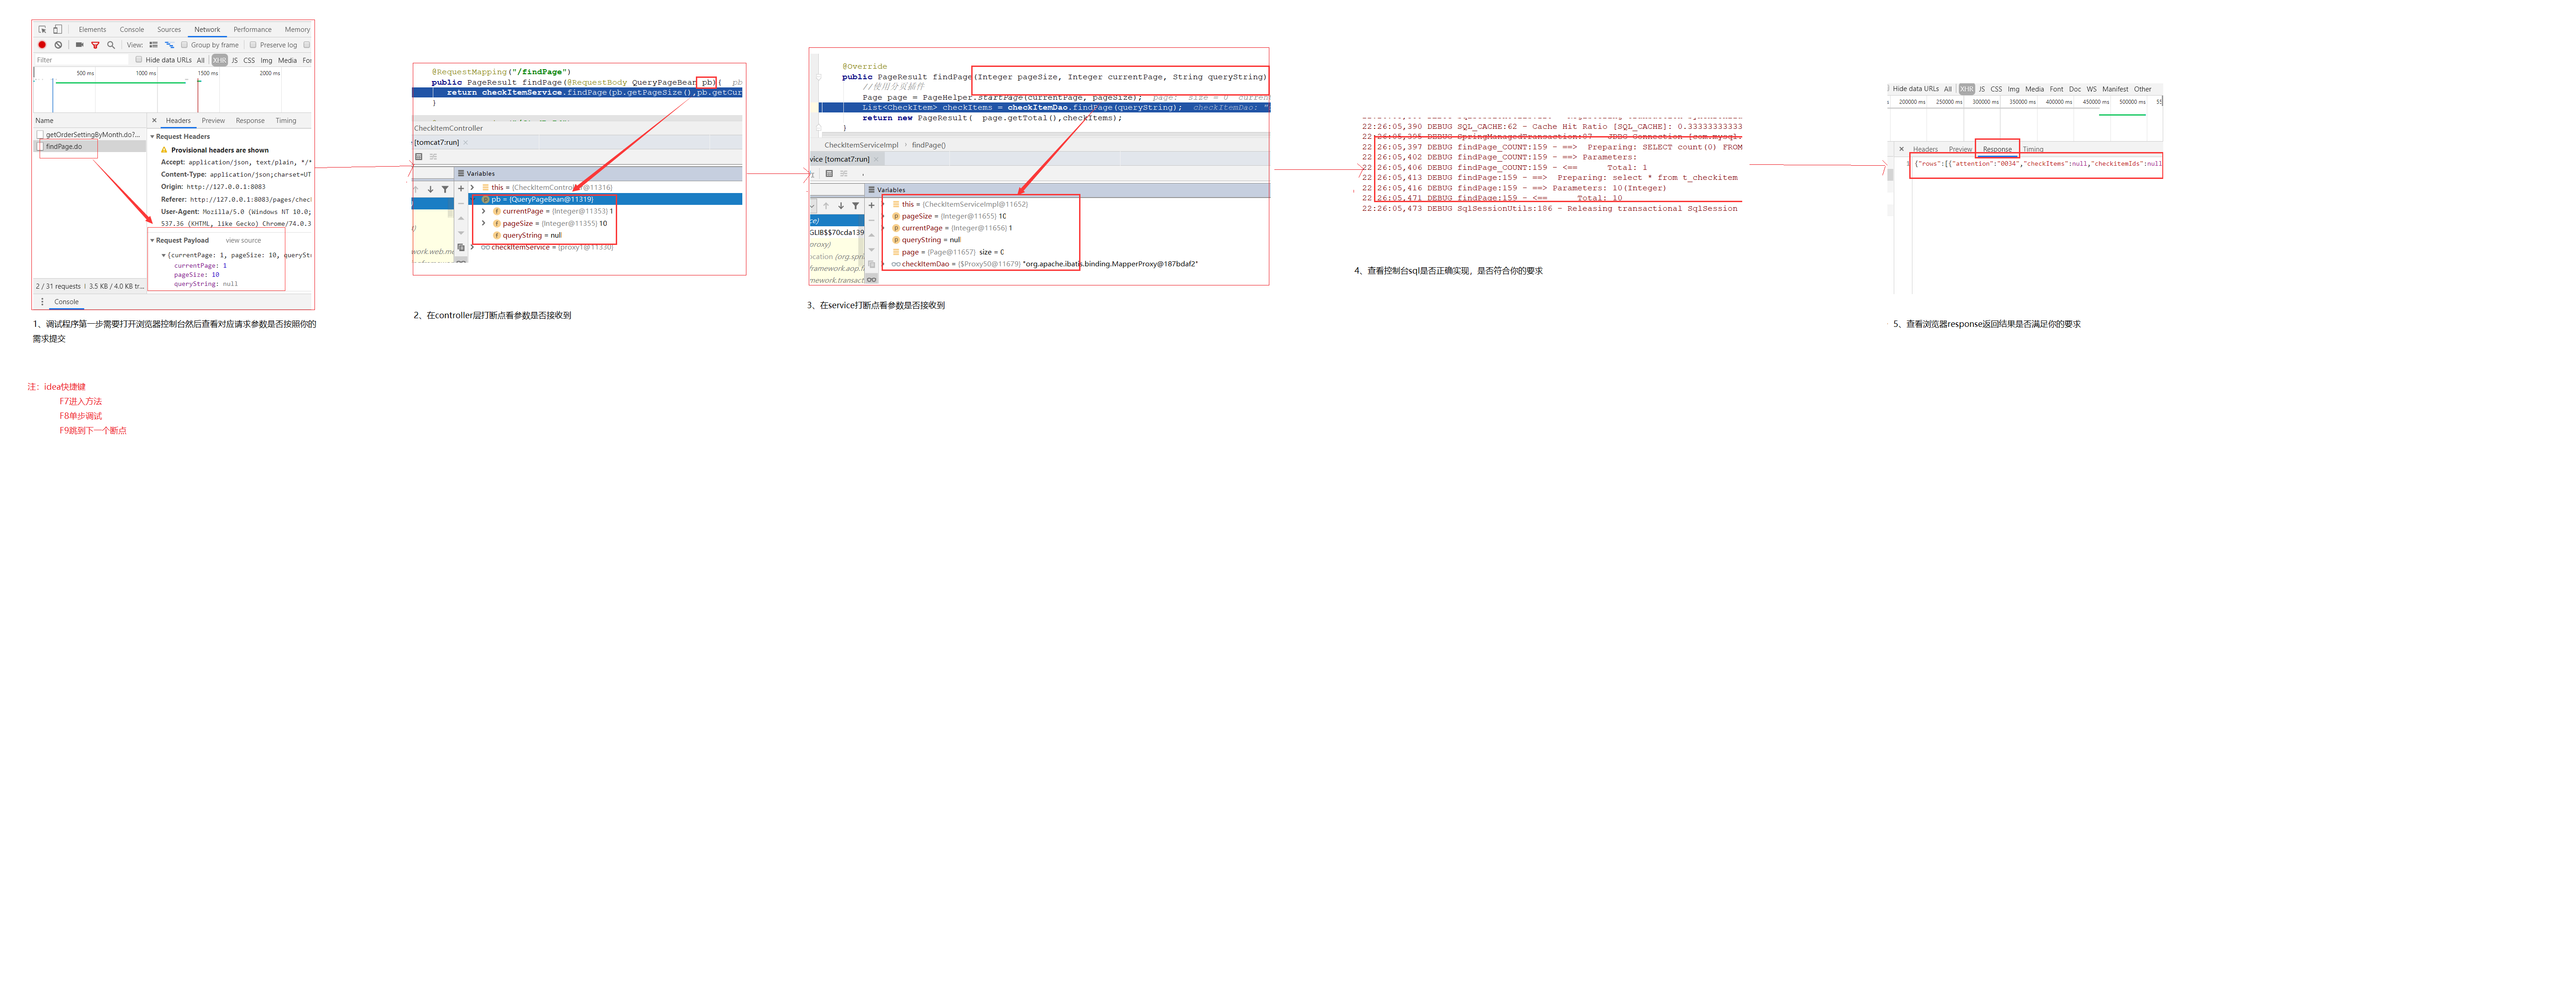 Elements Console Sources Network Performance Memory
View: Group by frame Preserve log
Filter Hide data URLs All XHR JS CSS Img Media
500 ms 1000 ms 1500 ms 2000 ms
Name
getOrderSettingByMonth.do?...
findPage.do
2 / 31 requests | 3.5 KB / 4.0 KB tr...
Console
× Headers Preview Response Timing
Request Headers
Provisional headers are shown
Accept: application/json, text/plain, */*
Content-Type: application/json;charset=UT
Origin: http://127.0.0.1:8083
Referer: http://127.0.0.1:8083/pages/chec
User-Agent: Mozilla/5.0 (Windows NT 10.0;
537.36 (KHTML, like Gecko) Chrome/74.0.3
Request Payload view source
{currentPage: 1, pageSize: 10, queryStr
currentPage: 1
pageSize: 10
queryString: null
1、调试程序第一步需要打开浏览器控制台然后查看对应请求参数是否按照你的
需求提交
注：idea快捷键
F7进入方法
F8单步调试
F9跳到下一个断点
@RequestMapping("/findPage")
public PageResult findPage(@RequestBody QueryPageBean pb){ pb
return checkItemService.findPage(pb.getPageSize(),pb.getCur
}
CheckItemController
[tomcat7:run] ×
Variables
this = {CheckItemController@11316}
pb = {QueryPageBean@11319}
currentPage = {Integer@11353} 1
pageSize = {Integer@11355} 10
queryString = null
checkItemService = {proxy1@11330}
work.web.me
2、在controller层打断点看参数是否接收到
@Override
public PageResult findPage(Integer pageSize, Integer currentPage, String queryString)
//使用分页插件
Page page = PageHelper.startPage(currentPage, pageSize); page: size = 0 curren
List<CheckItem> checkItems = checkItemDao.findPage(queryString); checkItemDao: "
return new PageResult( page.getTotal(),checkItems);
}
CheckItemServiceImpl › findPage()
vice [tomcat7:run] ×
Variables
GLIB$$70cda139
proxy)
ocation {org.spr
framework.aop.f
mework.transac
this = {CheckItemServiceImpl@11652}
pageSize = {Integer@11655} 10
currentPage = {Integer@11656} 1
queryString = null
page = {Page@11657} size = 0
checkItemDao = {$Proxy50@11679} "org.apache.ibatis.binding.MapperProxy@187bdaf2"
3、在service打断点看参数是否接收到
22:26:05,390 DEBUG SQL_CACHE:62 - Cache Hit Ratio [SQL_CACHE]: 0.33333333333
22:26:05,395 DEBUG SpringManagedTransaction:87 - JDBC Connection [com.mysql.
22:26:05,397 DEBUG findPage_COUNT:159 - ==> Preparing: SELECT count(0) FROM
22:26:05,402 DEBUG findPage_COUNT:159 - ==> Parameters:
22:26:05,406 DEBUG findPage_COUNT:159 - <== Total: 1
22:26:05,413 DEBUG findPage:159 - ==> Preparing: select * from t_checkitem
22:26:05,416 DEBUG findPage:159 - ==> Parameters: 10(Integer)
22:26:05,471 DEBUG findPage:159 - <== Total: 10
22:26:05,473 DEBUG SqlSessionUtils:186 - Releasing transactional SqlSession
4、查看控制台sql是否正确实现，是否符合你的要求
Hide data URLs All XHR JS CSS Img Media Font Doc WS Manifest Other
200000 ms 250000 ms 300000 ms 350000 ms 400000 ms 450000 ms 500000 ms 55
× Headers Preview Response Timing
1 {"rows":[{"attention":"0034","checkItems":null,"checkitemIds":null
5、查看浏览器response返回结果是否满足你的要求